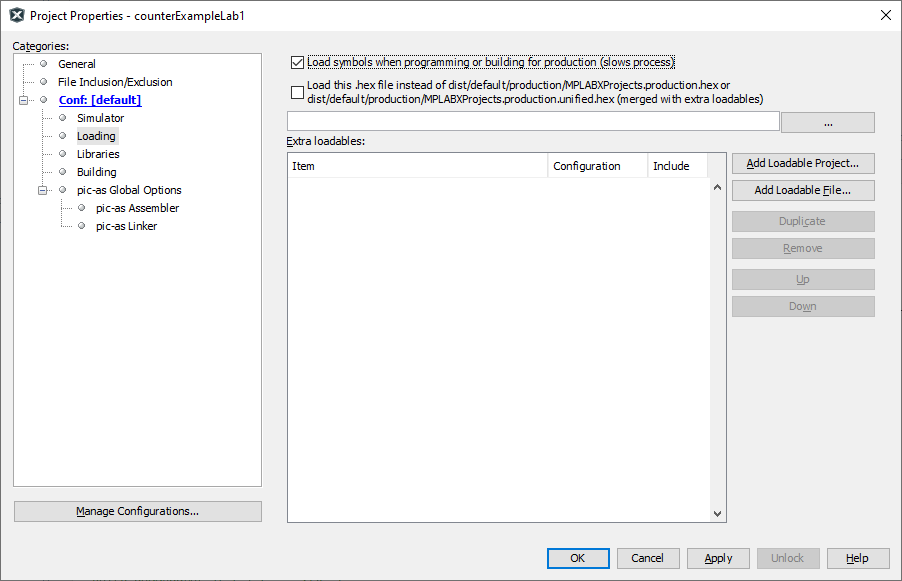 Project Properties - counterExampleLab1
Categories:
General
File Inclusion/Exclusion
Conf: [default]
Simulator
Loading
Libraries
Building
pic-as Global Options
pic-as Assembler
pic-as Linker
Manage Configurations...
Load symbols when programming or building for production (slows process)
Load this .hex file instead of dist/default/production/MPLABXProjects.production.hex or
dist/default/production/MPLABXProjects.production.unified.hex (merged with extra loadables)
...
Extra loadables:
Item Configuration Include
Add Loadable Project...
Add Loadable File...
Duplicate
Remove
Up
Down
OK Cancel Apply Unlock Help